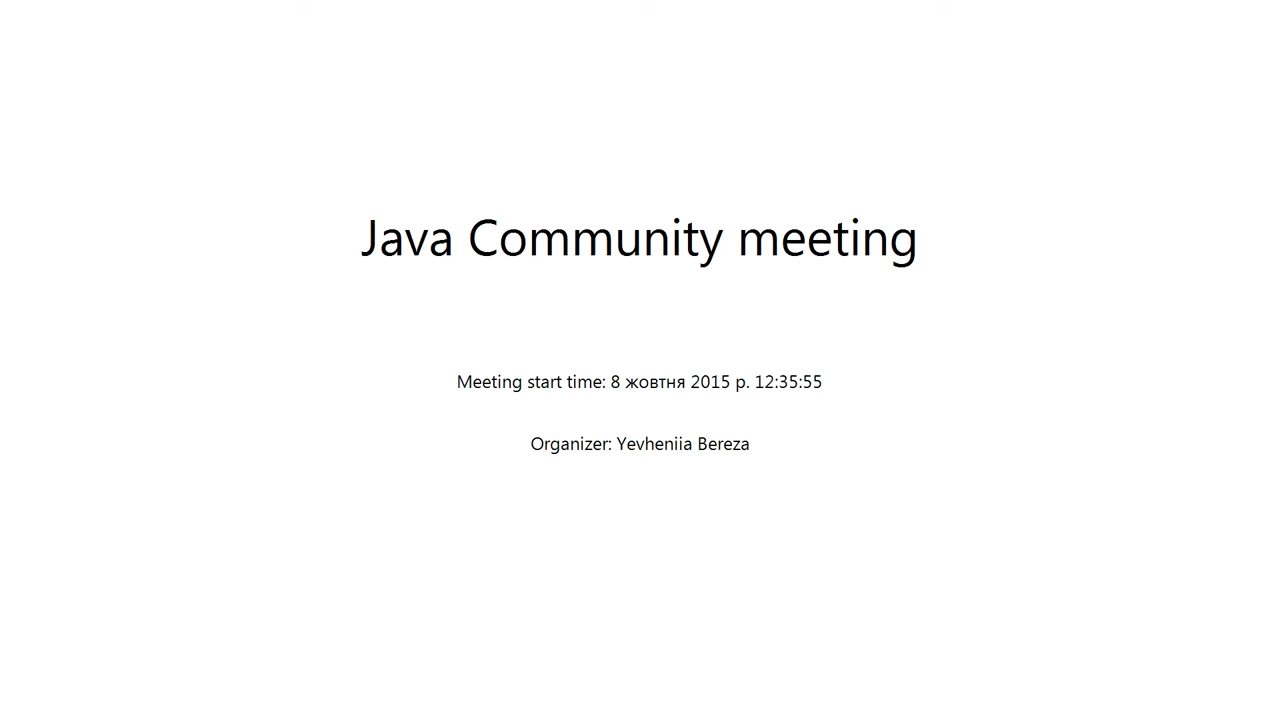 Java Community meeting
Meeting start time: 8 жовтня 2015 р. 12:35:55
Organizer: Yevheniia Bereza